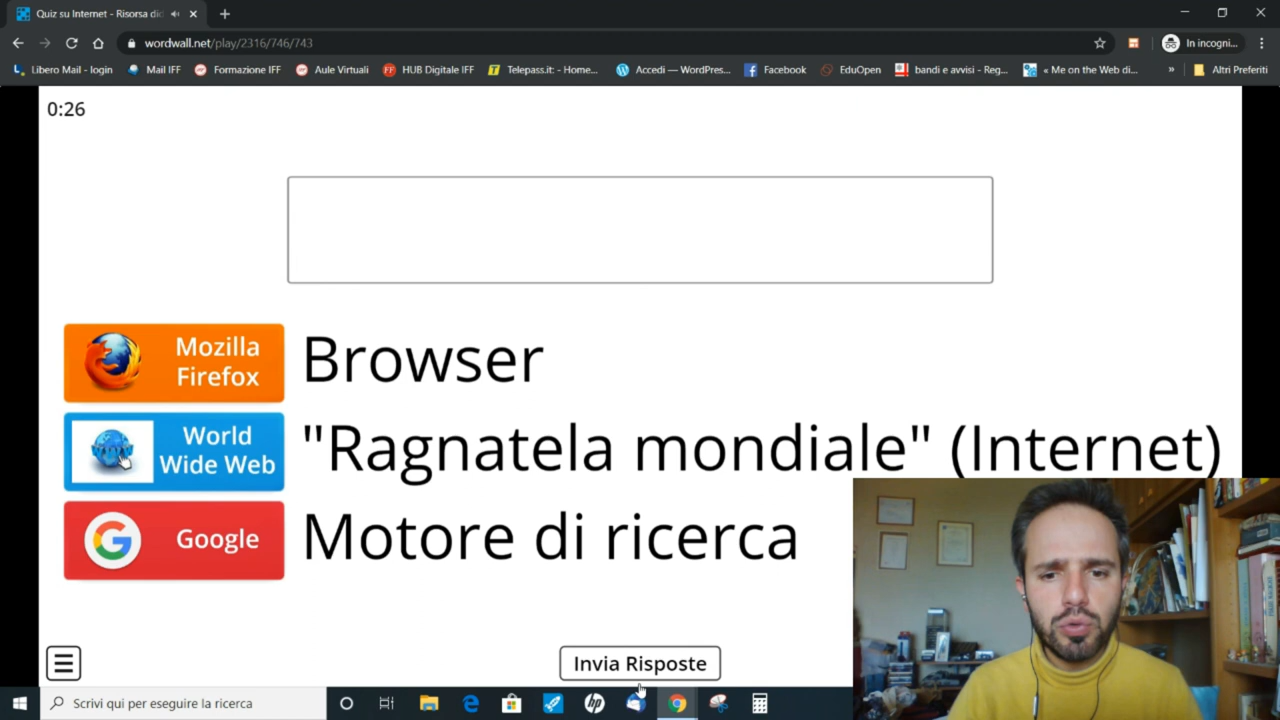 Quiz su Internet - Risorsa did
wordwall.net/play/2316/746/743
In incogni...
Libero Mail - login
Mail IFF
Formazione IFF
Aule Virtuali
HUB Digitale IFF
Telepass.it: - Home...
Accedi — WordPres...
Facebook
EduOpen
bandi e avvisi - Reg...
« Me on the Web di...
»
Altri Preferiti
0:26
Mozilla
Firefox
Browser
World
Wide Web
"Ragnatela mondiale" (Internet)
Google
Motore di ricerca
Invia Risposte
Scrivi qui per eseguire la ricerca